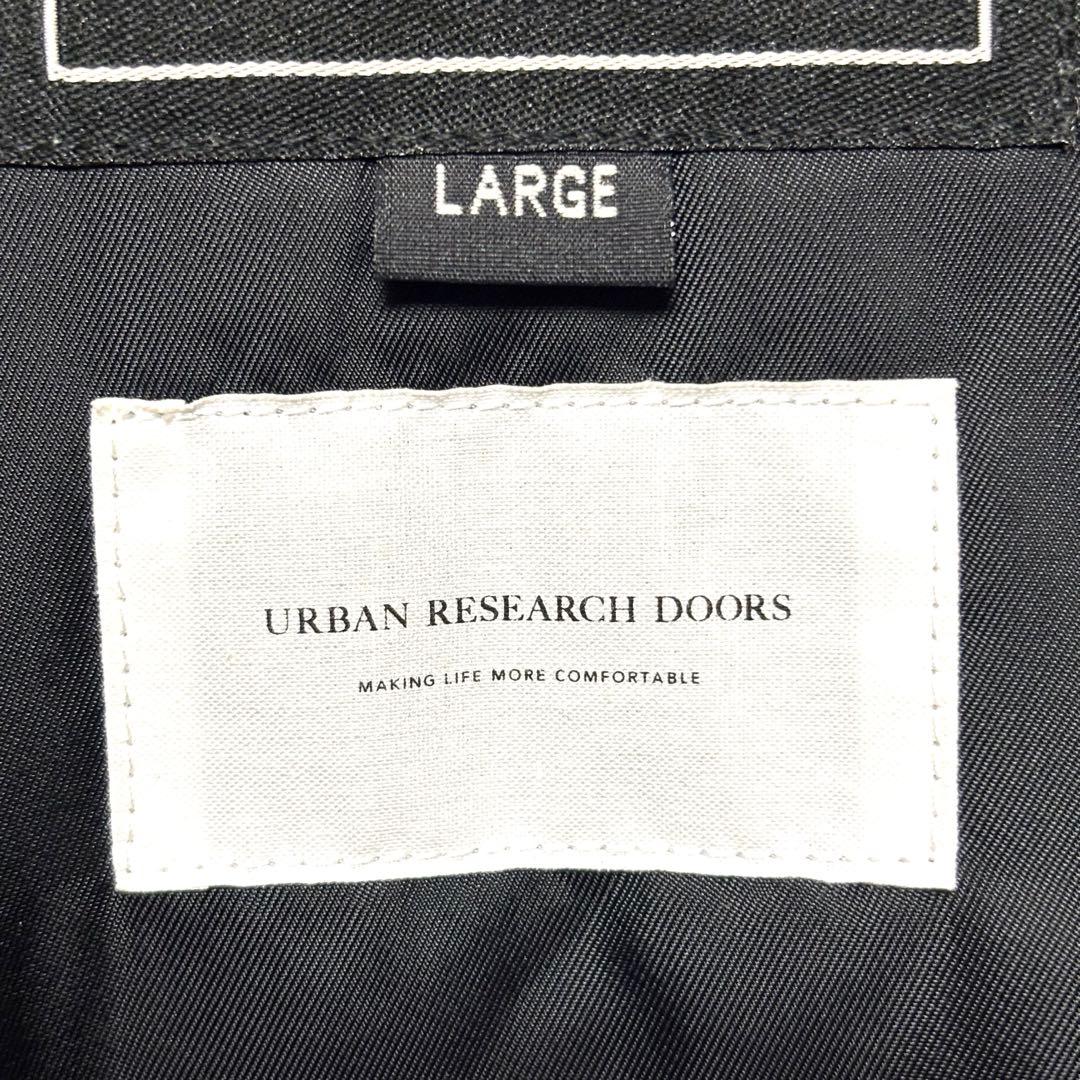 LARGE
URBAN RESEARCH DOORS
MAKING LIFE MORE COMFORTABLE